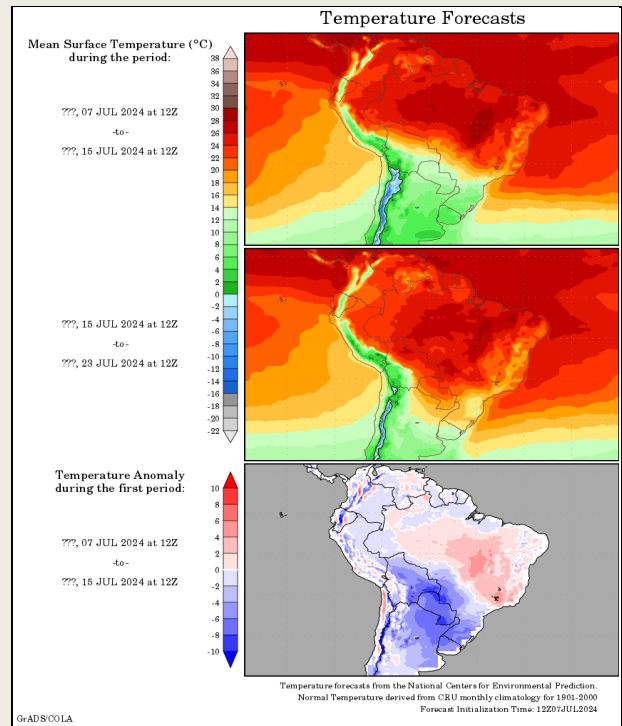 Temperature Forecasts
Mean Surface Temperature (°C)
during the period:
???, 07 JUL 2024 at 12Z
-to-
???, 15 JUL 2024 at 12Z
38
36
34
32
30
28
26
24
22
20
18
16
14
12
10
8
6
4
2
0
-2
-4
-6
-8
-10
-12
-14
-16
-18
-20
-22
???, 15 JUL 2024 at 12Z
-to-
???, 23 JUL 2024 at 12Z
Temperature Anomaly
during the first period:
???, 07 JUL 2024 at 12Z
-to-
???, 15 JUL 2024 at 12Z
10
8
6
4
2
0
-2
-4
-6
-8
-10
Temperature forecasts from the National Centers for Environmental Prediction.
Normal Temperature derived from CRU monthly climatology for 1901-2000
Forecast Initialization Time: 12Z07JUL2024
GrADS/COLA